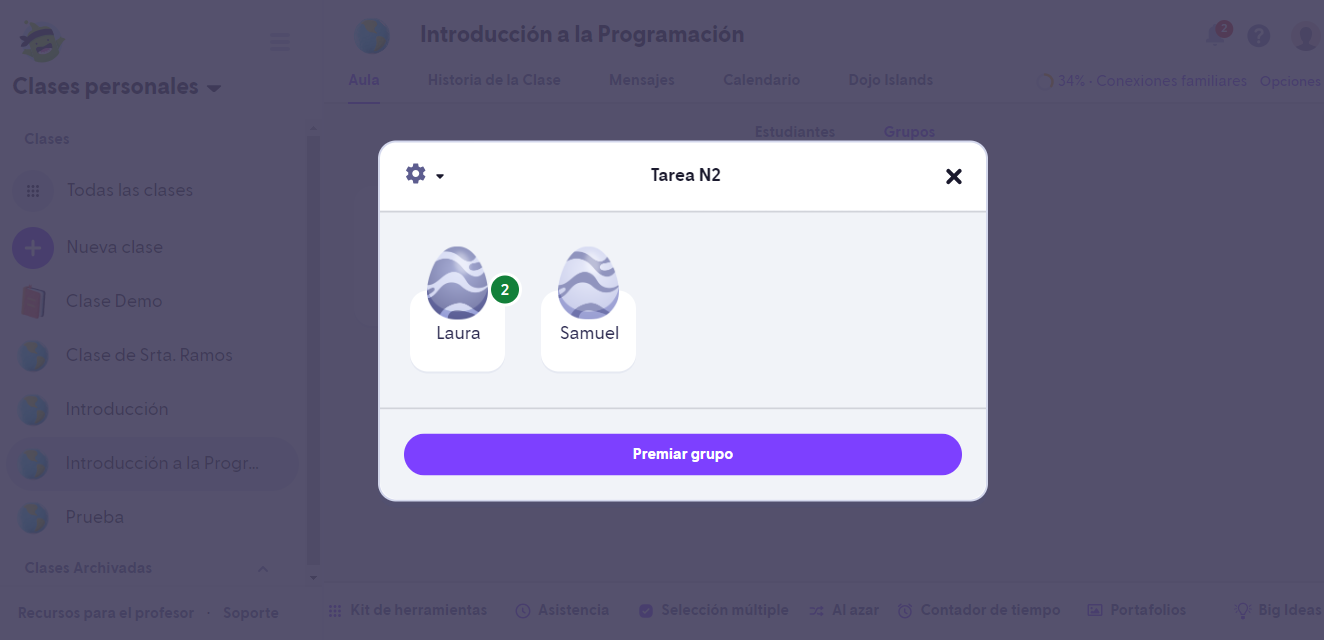 Clases personales
Clases
Todas las clases
Nueva clase
Clase Demo
Clase de Srta. Ramos
Introducción
Introducción a la Progr...
Prueba
Clases Archivadas
Recursos para el profesor · Soporte
Introducción a la Programación
2
?
Aula Historia de la Clase Mensajes Calendario Dojo Islands 34% · Conexiones familiares Opciones
Estudiantes Grupos
Tarea N2
2
Laura Samuel
Premiar grupo
Kit de herramientas Asistencia Selección múltiple Al azar Contador de tiempo Portafolios Big Ideas